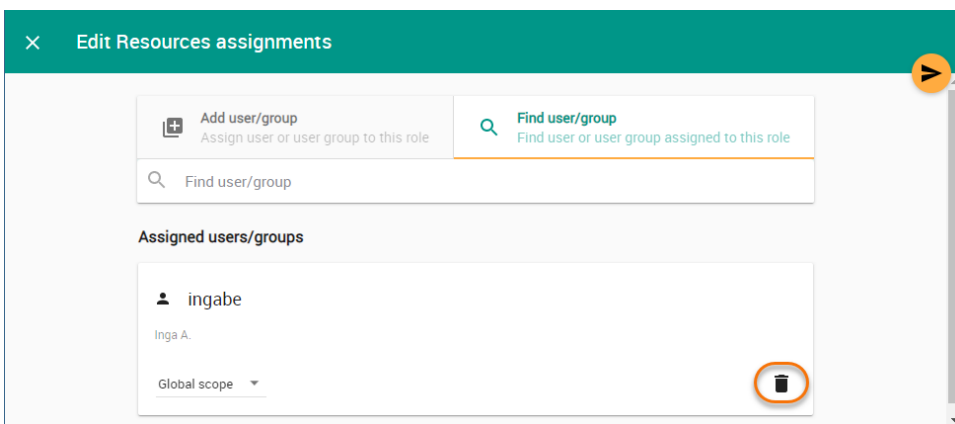 Edit Resources assignments
Add user/group
Assign user or user group to this role
Find user/group
Find user or user group assigned to this role
Find user/group
Assigned users/groups
ingabe
Inga A.
Global scope